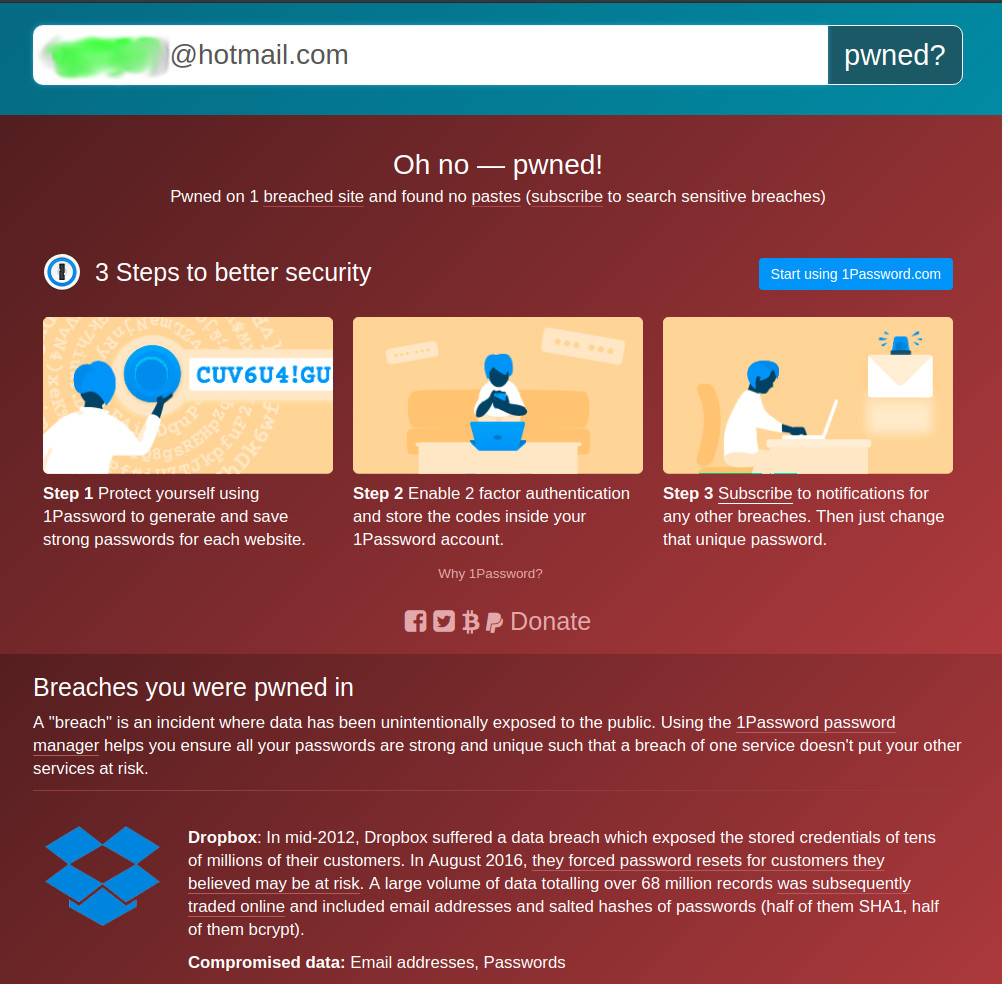 @hotmail.com
pwned?
Oh no — pwned!
Pwned on 1 breached site and found no pastes (subscribe to search sensitive breaches)
3 Steps to better security
Start using 1Password.com
CUV6U4!GU
Step 1 Protect yourself using
1Password to generate and save
strong passwords for each website.
Step 2 Enable 2 factor authentication
and store the codes inside your
1Password account.
Step 3 Subscribe to notifications for
any other breaches. Then just change
that unique password.
Why 1Password?
Donate
Breaches you were pwned in
A "breach" is an incident where data has been unintentionally exposed to the public. Using the 1Password password
manager helps you ensure all your passwords are strong and unique such that a breach of one service doesn't put your other
services at risk.
Dropbox: In mid-2012, Dropbox suffered a data breach which exposed the stored credentials of tens
of millions of their customers. In August 2016, they forced password resets for customers they
believed may be at risk. A large volume of data totalling over 68 million records was subsequently
traded online and included email addresses and salted hashes of passwords (half of them SHA1, half
of them bcrypt).
Compromised data: Email addresses, Passwords